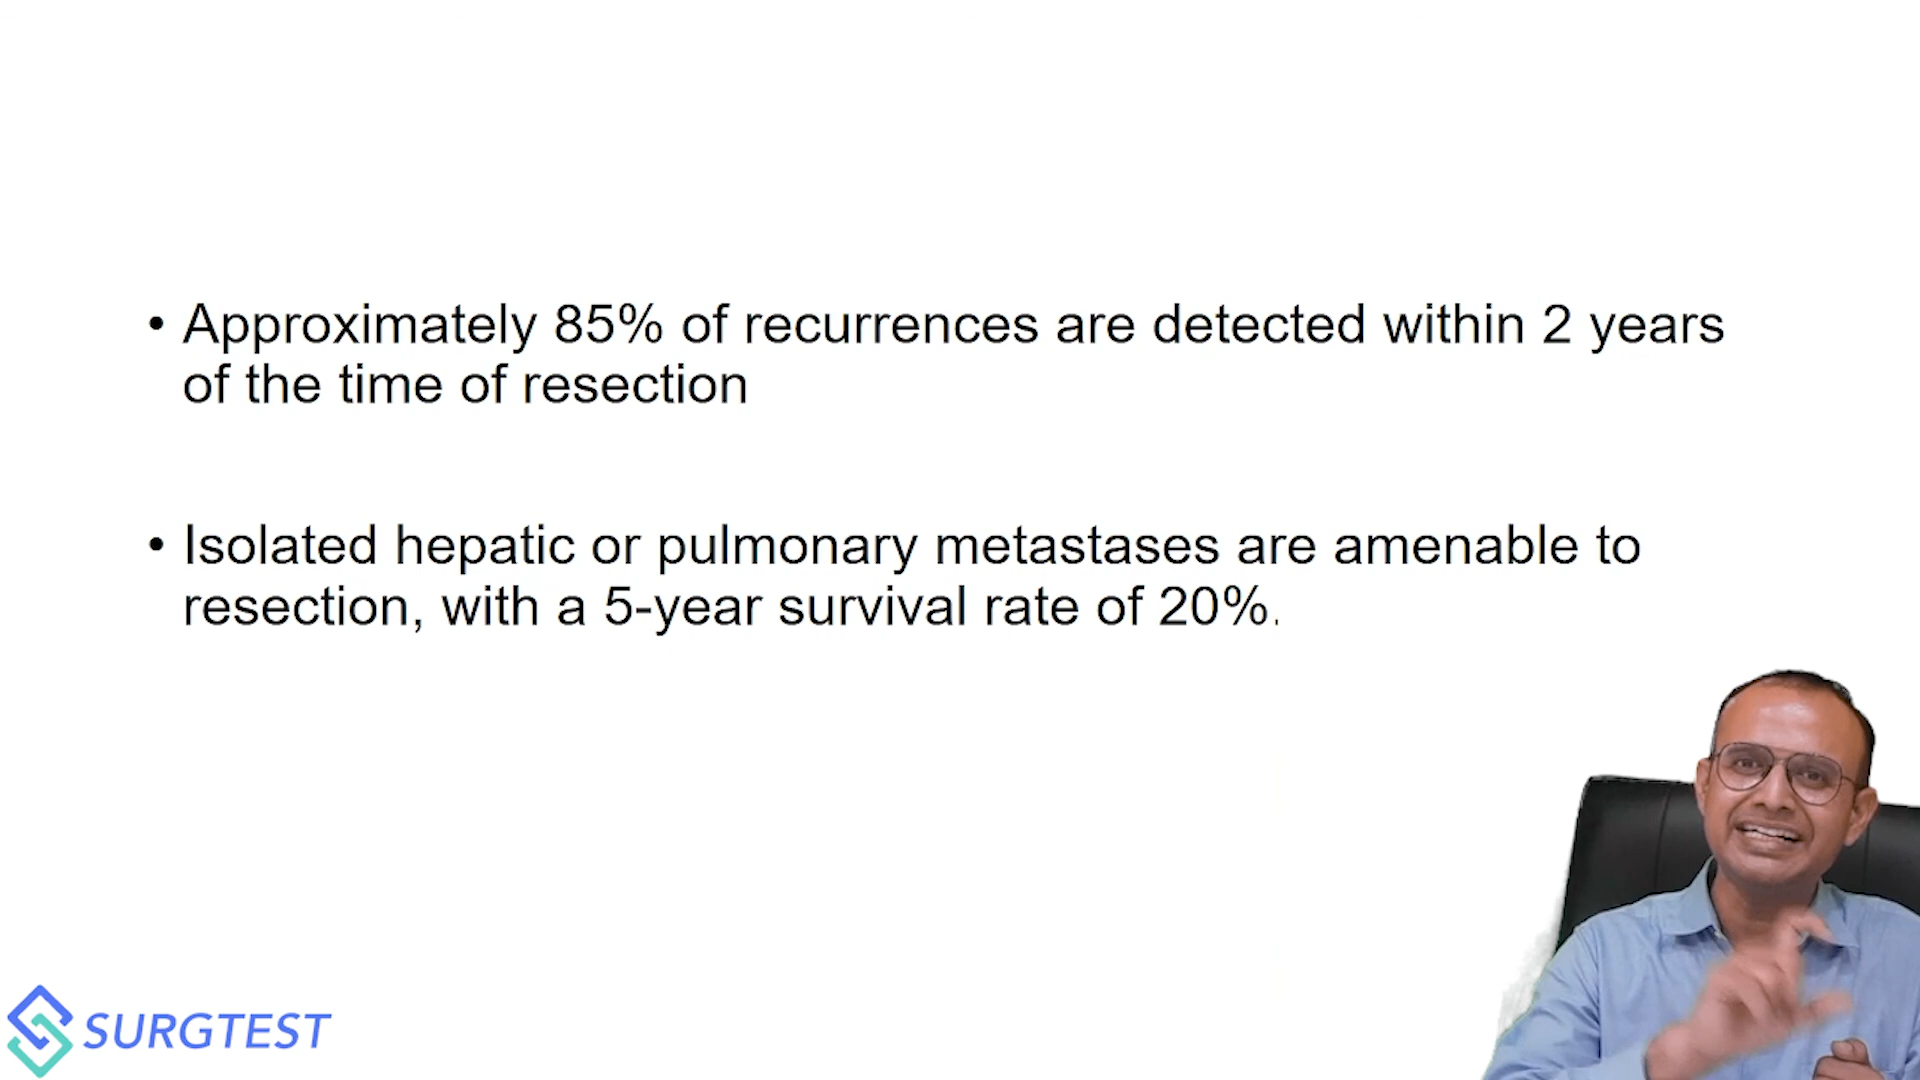 • Approximately 85% of recurrences are detected within 2 years
of the time of resection
• Isolated hepatic or pulmonary metastases are amenable to
resection, with a 5-year survival rate of 20%.
SURGTEST